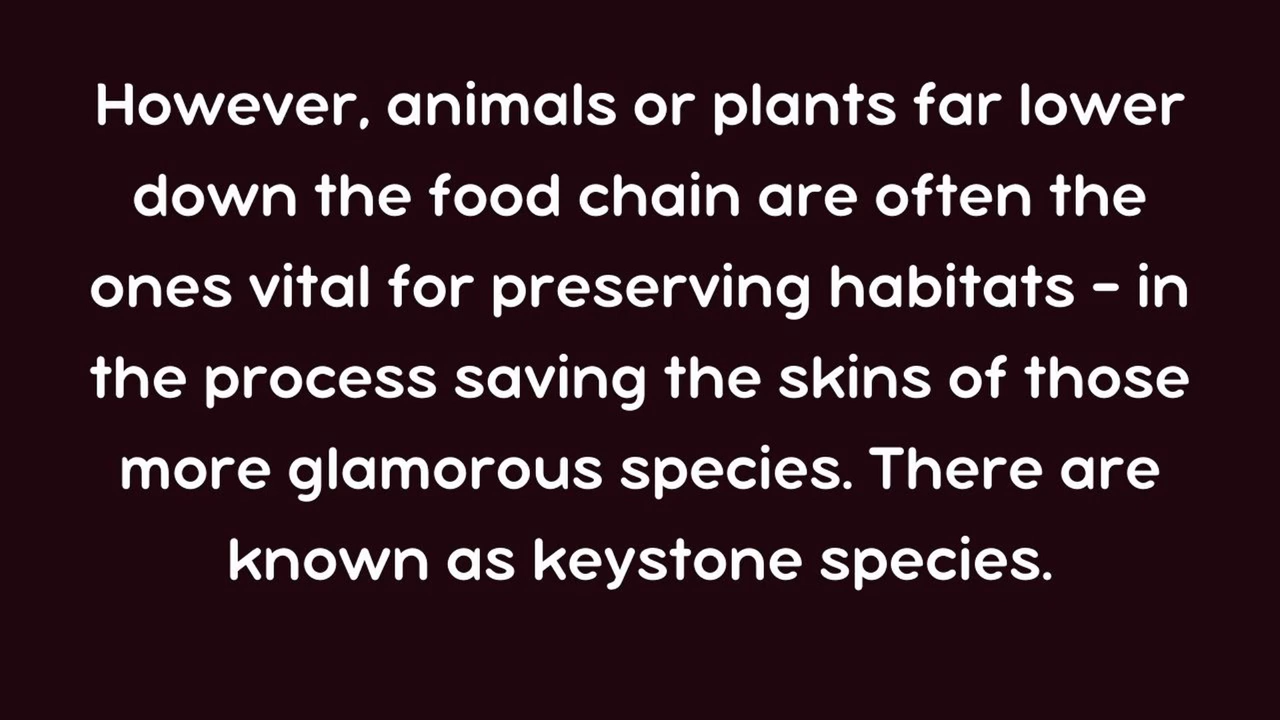 However, animals or plants far lower
down the food chain are often the
ones vital for preserving habitats - in
the process saving the skins of those
more glamorous species. There are
known as keystone species.